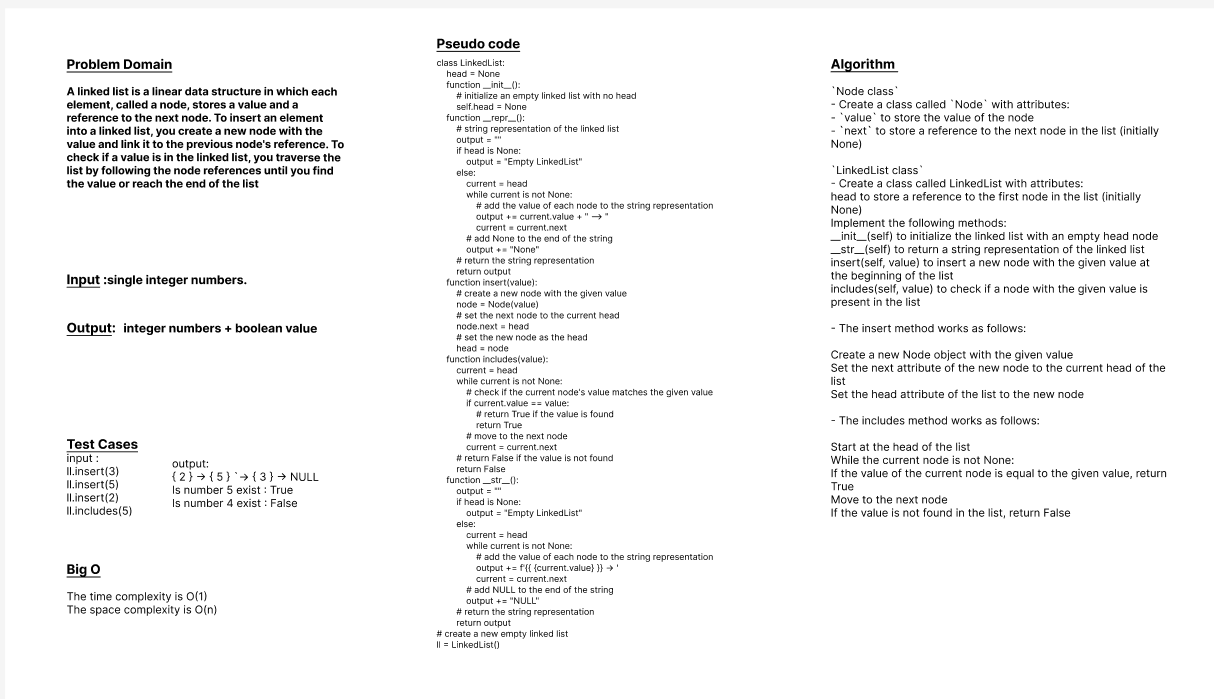 Problem Domain
A linked list is a linear data structure in which each
element, called a node, stores a value and a
reference to the next node. To insert an element
into a linked list, you create a new node with the
value and link it to the previous node's reference. To
check if a value is in the linked list, you traverse the
list by following the node references until you find
the value or reach the end of the list
Input :single integer numbers.
Output: integer numbers + boolean value
Test Cases
input :
ll.insert(3)
ll.insert(5)
ll.insert(2)
ll.includes(5)
output:
{ 2 } → { 5 } `→ { 3 } → NULL
Is number 5 exist : True
Is number 4 exist : False
Big O
The time complexity is O(1)
The space complexity is O(n)
Pseudo code
class LinkedList:
head = None
function __init__():
# initialize an empty linked list with no head
self.head = None
function __repr__():
# string representation of the linked list
output = ""
if head is None:
output = "Empty LinkedList"
else:
current = head
while current is not None:
# add the value of each node to the string representation
output += current.value + " --> "
current = current.next
# add None to the end of the string
output += "None"
# return the string representation
return output
function insert(value):
# create a new node with the given value
node = Node(value)
# set the next node to the current head
node.next = head
# set the new node as the head
head = node
function includes(value):
current = head
while current is not None:
# check if the current node's value matches the given value
if current.value == value:
# return True if the value is found
return True
# move to the next node
current = current.next
# return False if the value is not found
return False
function __str__():
output = ""
if head is None:
output = "Empty LinkedList"
else:
current = head
while current is not None:
# add the value of each node to the string representation
output += f'{{ {current.value} }} → '
current = current.next
# add NULL to the end of the string
output += "NULL"
# return the string representation
return output
# create a new empty linked list
ll = LinkedList()
Algorithm
`Node class`
- Create a class called `Node` with attributes:
- `value` to store the value of the node
- `next` to store a reference to the next node in the list (initially
None)
`LinkedList class`
- Create a class called LinkedList with attributes:
head to store a reference to the first node in the list (initially
None)
Implement the following methods:
__init__(self) to initialize the linked list with an empty head node
__str__(self) to return a string representation of the linked list
insert(self, value) to insert a new node with the given value at
the beginning of the list
includes(self, value) to check if a node with the given value is
present in the list
- The insert method works as follows:
Create a new Node object with the given value
Set the next attribute of the new node to the current head of the
list
Set the head attribute of the list to the new node
- The includes method works as follows:
Start at the head of the list
While the current node is not None:
If the value of the current node is equal to the given value, return
True
Move to the next node
If the value is not found in the list, return False